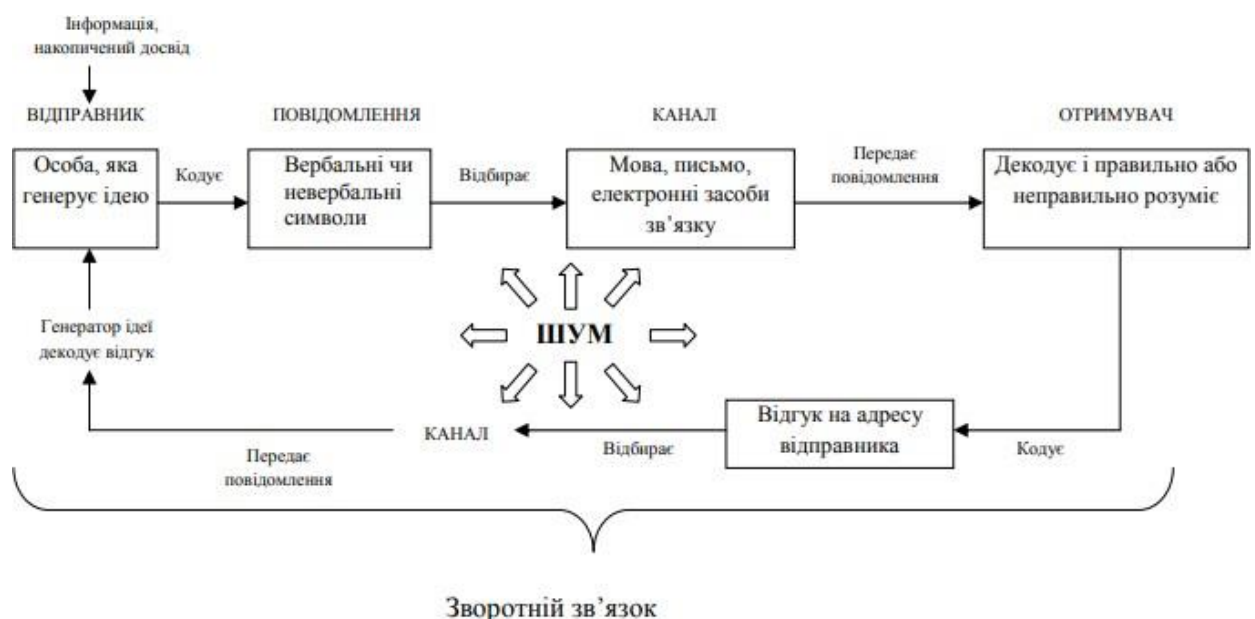 Інформація,
накопичений досвід
ВІДПРАВНИК
ПОВІДОМЛЕННЯ
КАНАЛ
ОТРИМУВАЧ
Особа, яка
генерує ідею
Кодує
Вербальні чи
невербальні
символи
Відбирає
Мова, письмо,
електронні засоби
зв’язку
Передає
повідомлення
Декодує і правильно або
неправильно розуміє
ШУМ
Генератор ідеї
декодує відгук
Відгук на адресу
відправника
Кодує
Відбирає
КАНАЛ
Передає
повідомлення
Зворотній зв’язок